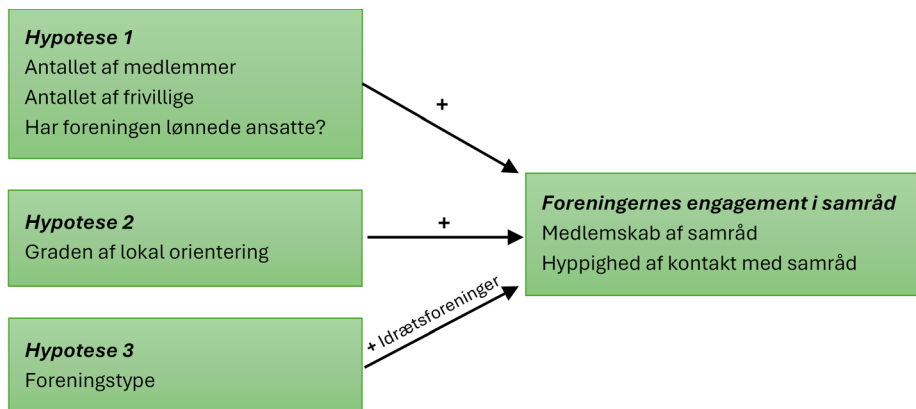 Hypotese 1
Antallet af medlemmer
Antallet af frivillige
Har foreningen lønnede ansatte?
+
Hypotese 2
Graden af lokal orientering
+
Foreningernes engagement i samråd
Medlemskab af samråd
Hyppighed af kontakt med samråd
+ Idrætsforeninger
Hypotese 3
Foreningstype